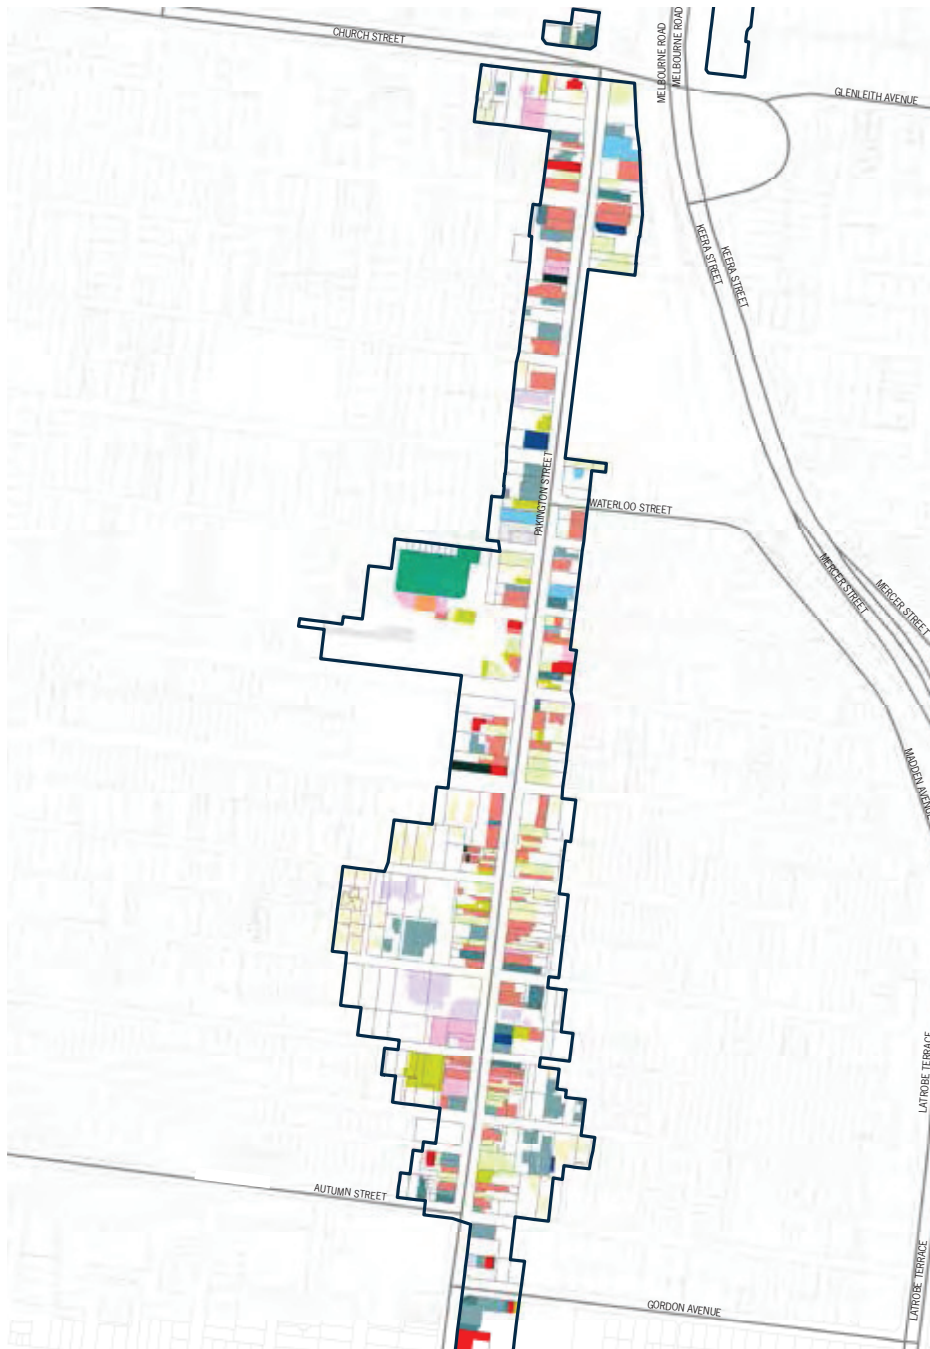 CHURCH STREET
MELBOURNE ROAD
MELBOURNE ROAD
GLENLEITH AVENUE
KEERA STREET
KEERA STREET
PAKINGTON STREET
WATERLOO STREET
MERCER STREET
MERCER STREET
MADDEN AVENUE
LATROBE TERRACE
AUTUMN STREET
LATROBE TERRACE
GORDON AVENUE